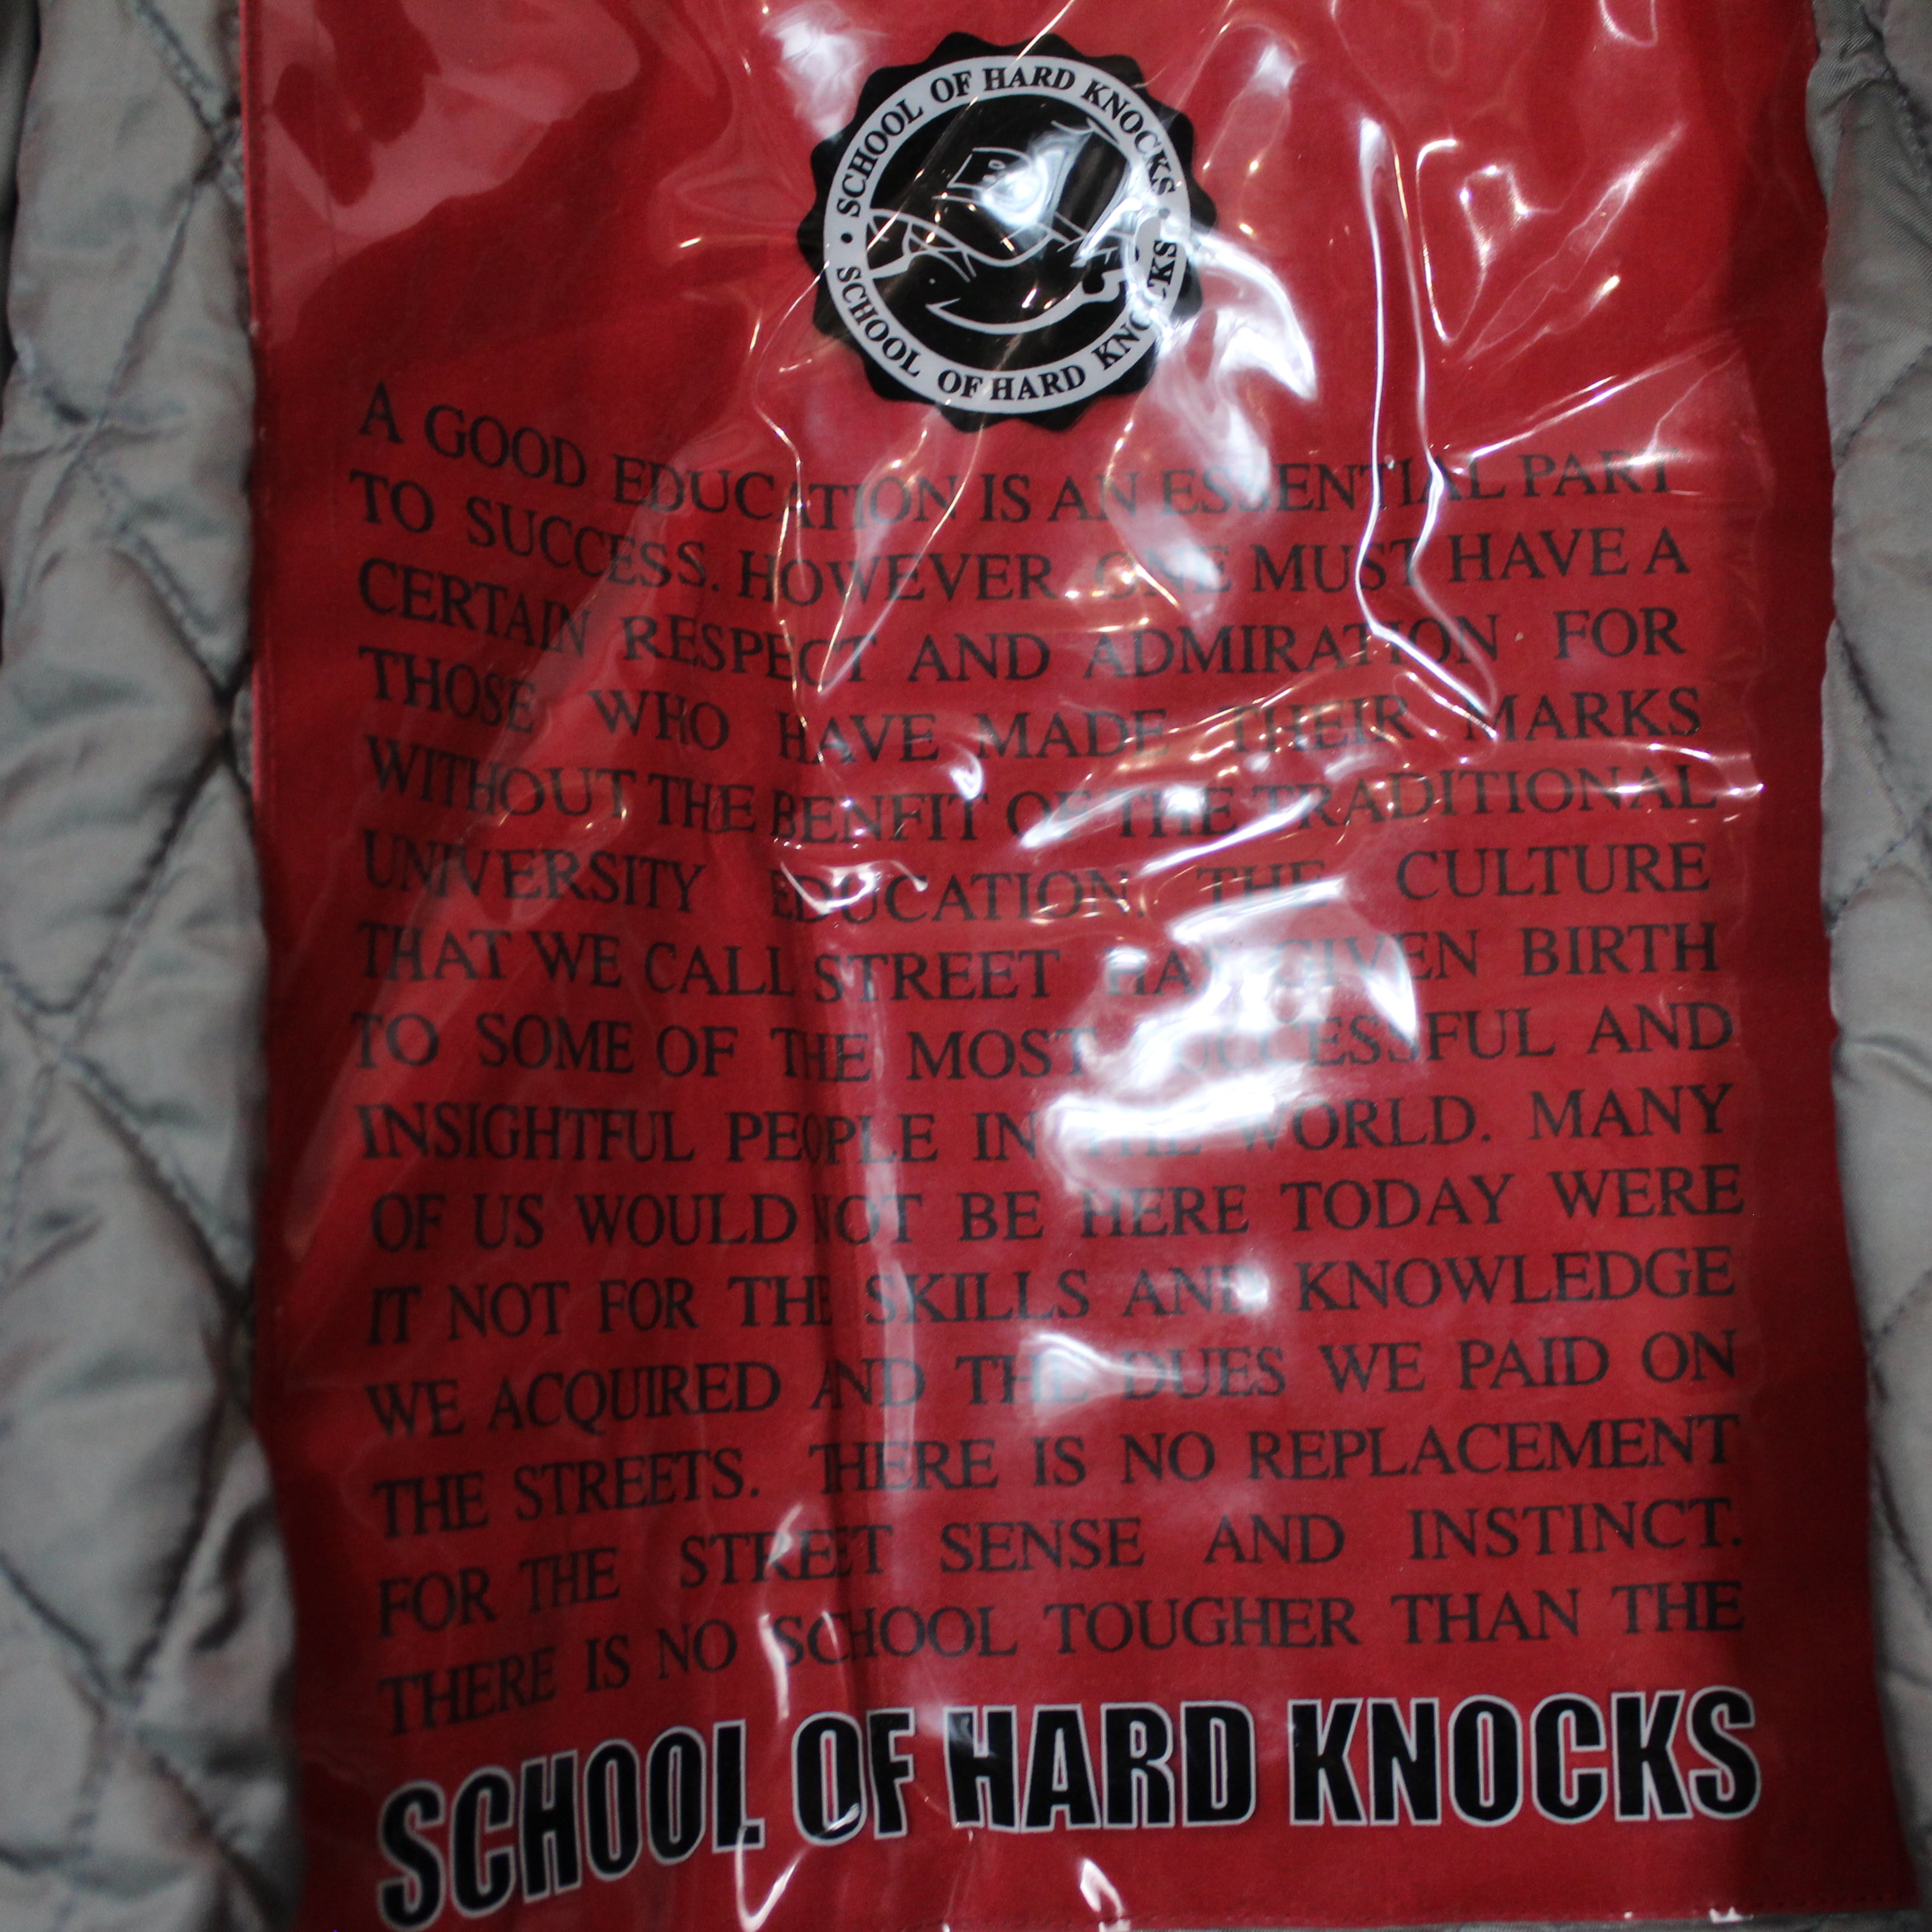 SCHOOL OF HARD KNOCKS
SCHOOL OF HARD KNOCKS
A GOOD EDUCATION IS AN ESSENTIAL PART
TO SUCCESS. HOWEVER ONE MUST HAVE A
CERTAIN RESPECT AND ADMIRATION FOR
THOSE WHO HAVE MADE THEIR MARKS
WITHOUT THE BENFIT OF THE TRADITIONAL
UNIVERSITY EDUCATION. THE CULTURE
THAT WE CALL STREET HAS GIVEN BIRTH
TO SOME OF THE MOST SUCCESSFUL AND
INSIGHTFUL PEOPLE IN THE WORLD. MANY
OF US WOULD NOT BE HERE TODAY WERE
IT NOT FOR THE SKILLS AND KNOWLEDGE
WE ACQUIRED AND THE DUES WE PAID ON
THE STREETS. THERE IS NO REPLACEMENT
FOR THE STREET SENSE AND INSTINCT.
THERE IS NO SCHOOL TOUGHER THAN THE
SCHOOL OF HARD KNOCKS